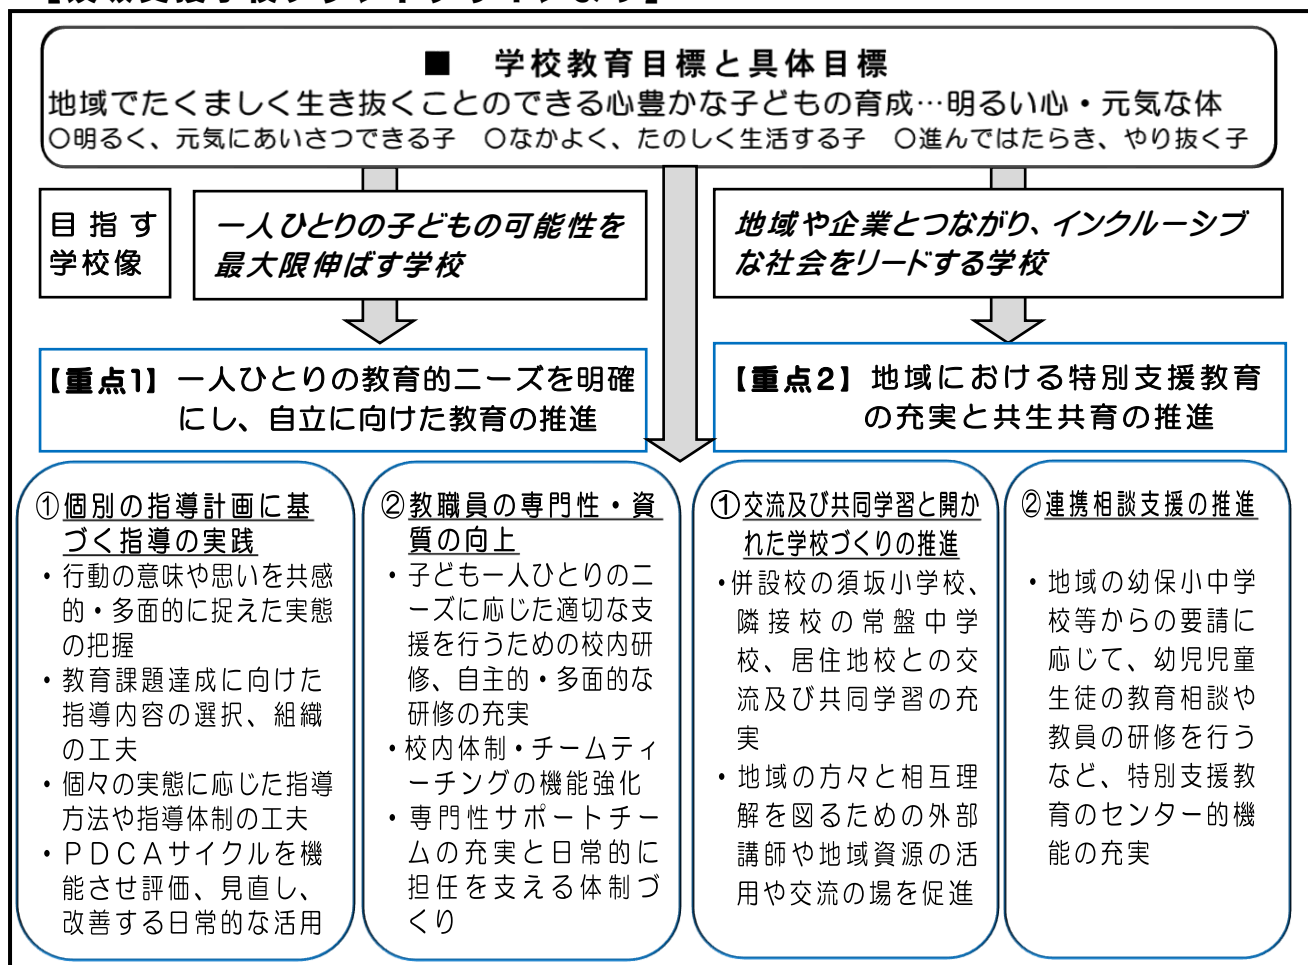 ■ 学校教育目標と具体目標
地域でたくましく生き抜くことのできる心豊かな子どもの育成…明るい心・元気な体
○明るく、元気にあいさつできる子 ○なかよく、たのしく生活する子 ○進んではたらき、やり抜く子
目指す
学校像
一人ひとりの子どもの可能性を
最大限伸ばす学校
地域や企業とつながり、インクルーシブ
な社会をリードする学校
【重点1】一人ひとりの教育的ニーズを明確
にし、自立に向けた教育の推進
【重点2】地域における特別支援教育
の充実と共生共育の推進
①個別の指導計画に基
づく指導の実践
・行動の意味や思いを共感
的・多面的に捉えた実態
の把握
・教育課題達成に向けた
指導内容の選択、組織
の工夫
・個々の実態に応じた指導
方法や指導体制の工夫
・PDCAサイクルを機
能させ評価、見直し、
改善する日常的な活用
②教職員の専門性・資
質の向上
・子ども一人ひとりのニ
ーズに応じた適切な支
援を行うための校内研
修、自主的・多面的な
研修の充実
・校内体制・チームティ
ーチングの機能強化
・専門性サポートチー
ムの充実と日常的に
担任を支える体制づ
くり
①交流及び共同学習と開か
れた学校づくりの推進
・併設校の須坂小学校、
隣接校の常盤中学
校、居住地校との交
流及び共同学習の充
実
・地域の方々と相互理
解を図るための外部
講師や地域資源の活
用や交流の場を促進
②連携相談支援の推進
・地域の幼保小中学
校等からの要請に
応じて、幼児児童
生徒の教育相談や
教員の研修を行う
など、特別支援教
育のセンター的機
能の充実